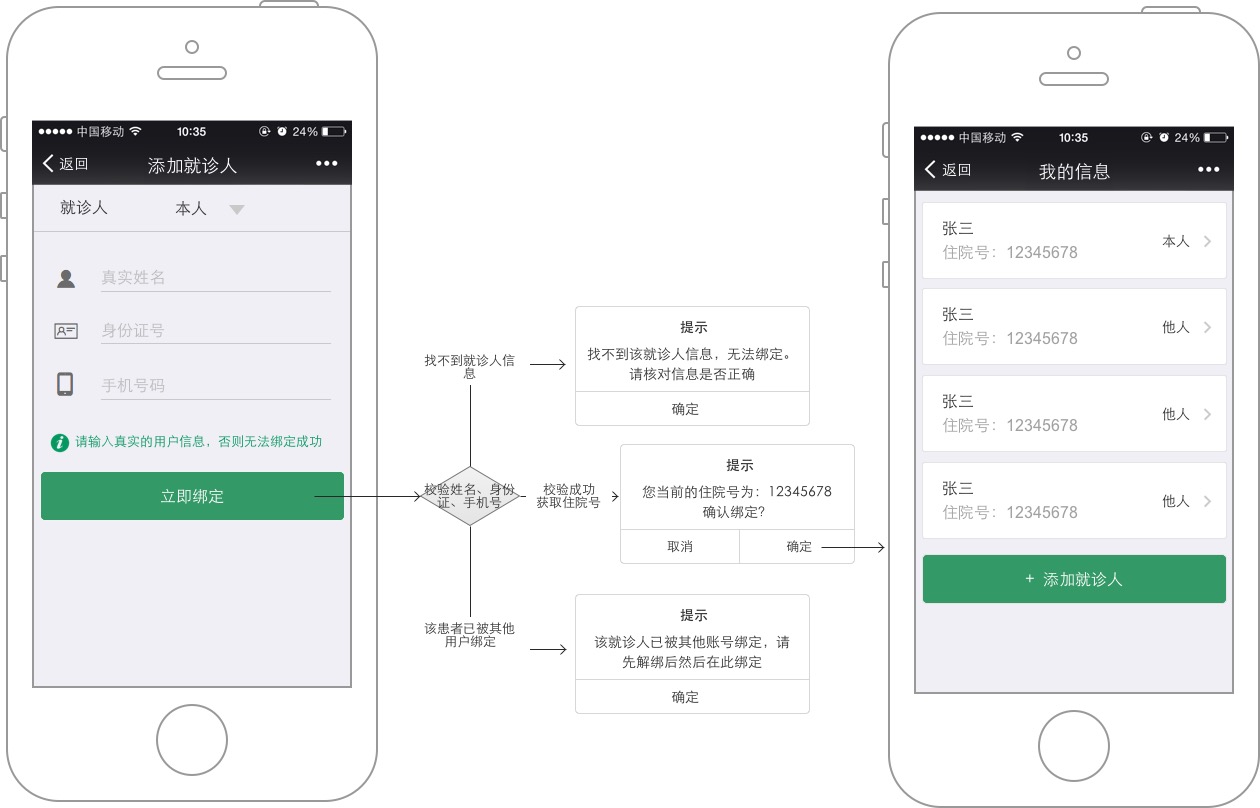 中国移动 10:35 24%
返回 添加就诊人
就诊人 本人
真实姓名
身份证号
手机号码
请输入真实的用户信息，否则无法绑定成功
立即绑定
找不到就诊人信
息
校验姓名、身份
证、手机号
校验成功
获取住院号
该患者已被其他
用户绑定
提示
找不到该就诊人信息，无法绑定。
请核对信息是否正确
确定
提示
您当前的住院号为：12345678
确认绑定?
取消 确定
提示
该就诊人已被其他账号绑定，请
先解绑后然后在此绑定
确定
中国移动 10:35 24%
返回 我的信息
张三
住院号：12345678
本人
张三
住院号：12345678
他人
张三
住院号：12345678
他人
张三
住院号：12345678
他人
+ 添加就诊人